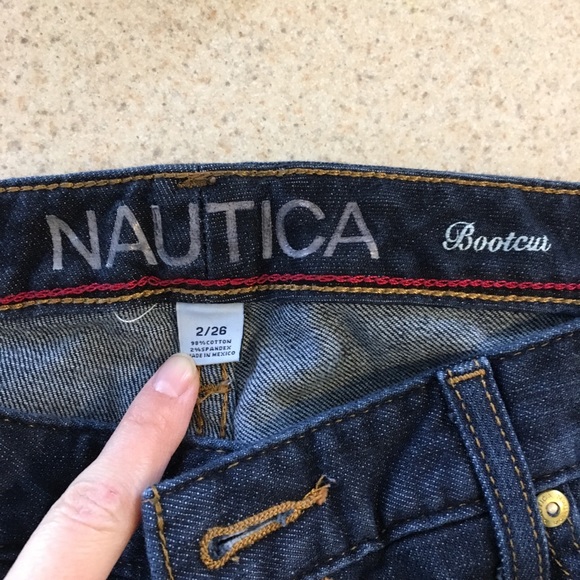 NAUTICA
Bootcut
2/26
98% COTTON
2% SPANDEX
MADE IN MEXICO